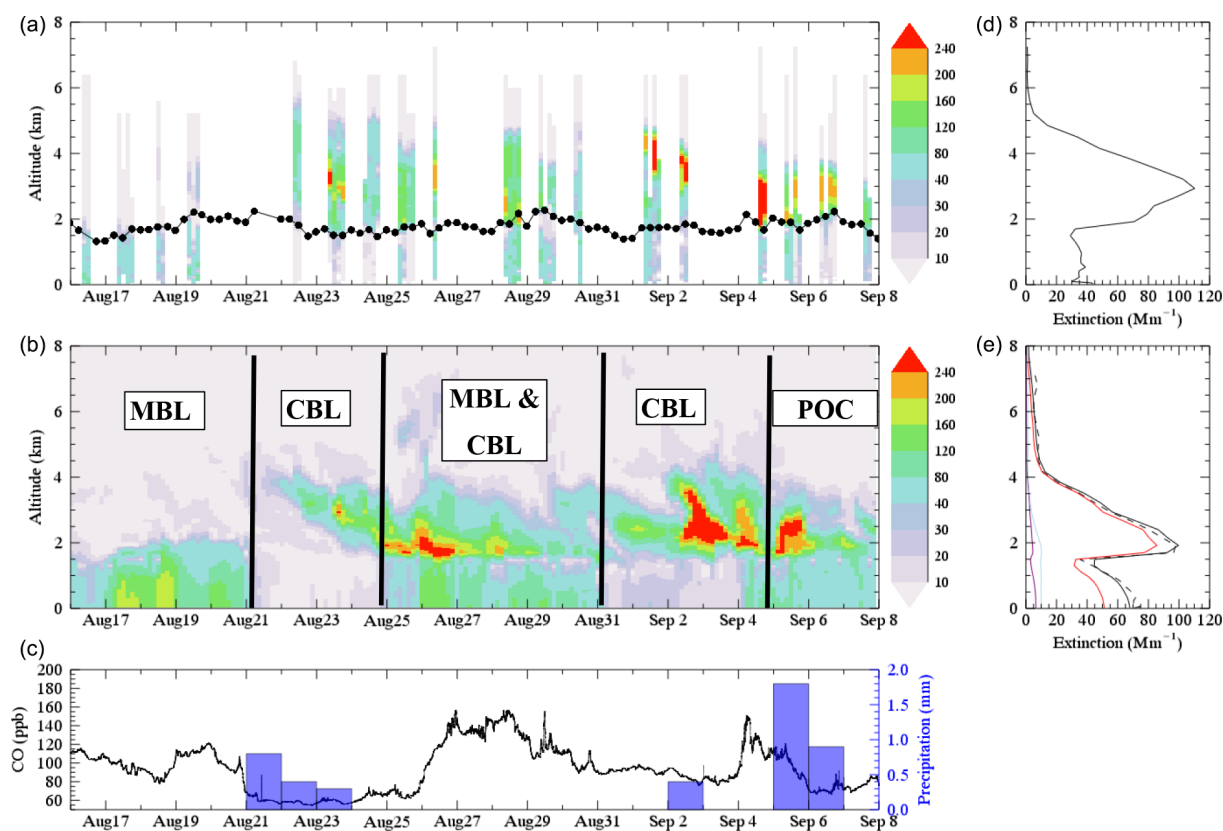 (a)
8
6
4
2
0
Altitude (km)
Aug17 Aug19 Aug21 Aug23 Aug25 Aug27 Aug29 Aug31 Sep 2 Sep 4 Sep 6 Sep 8
240
200
160
120
80
40
30
20
10
(d)
8
6
4
2
0
0 20 40 60 80 100 120
Extinction (Mm⁻¹)
(b)
8
6
4
2
0
Altitude (km)
MBL
CBL
MBL &
CBL
CBL
POC
Aug17 Aug19 Aug21 Aug23 Aug25 Aug27 Aug29 Aug31 Sep 2 Sep 4 Sep 6 Sep 8
240
200
160
120
80
40
30
20
10
(e)
8
6
4
2
0
0 20 40 60 80 100 120
Extinction (Mm⁻¹)
(c)
200
180
160
140
120
100
80
60
CO (ppb)
2.0
1.5
1.0
0.5
0.0
Precipitation (mm)
Aug17 Aug19 Aug21 Aug23 Aug25 Aug27 Aug29 Aug31 Sep 2 Sep 4 Sep 6 Sep 8